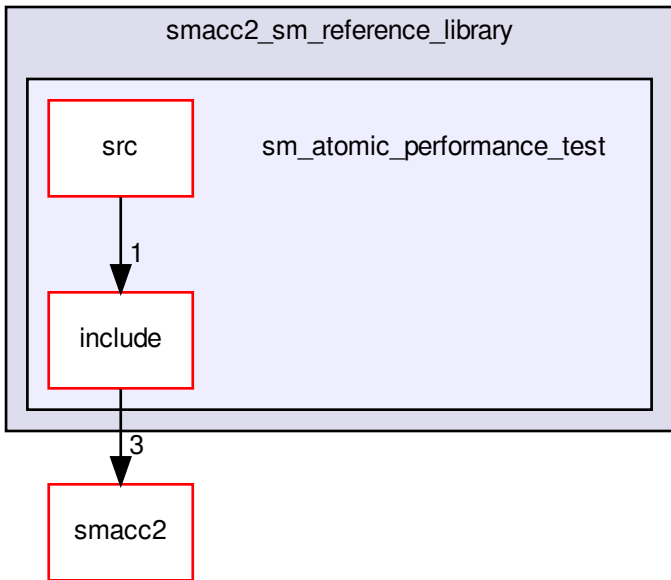 smacc2_sm_reference_library
src
sm_atomic_performance_test
1
include
3
smacc2